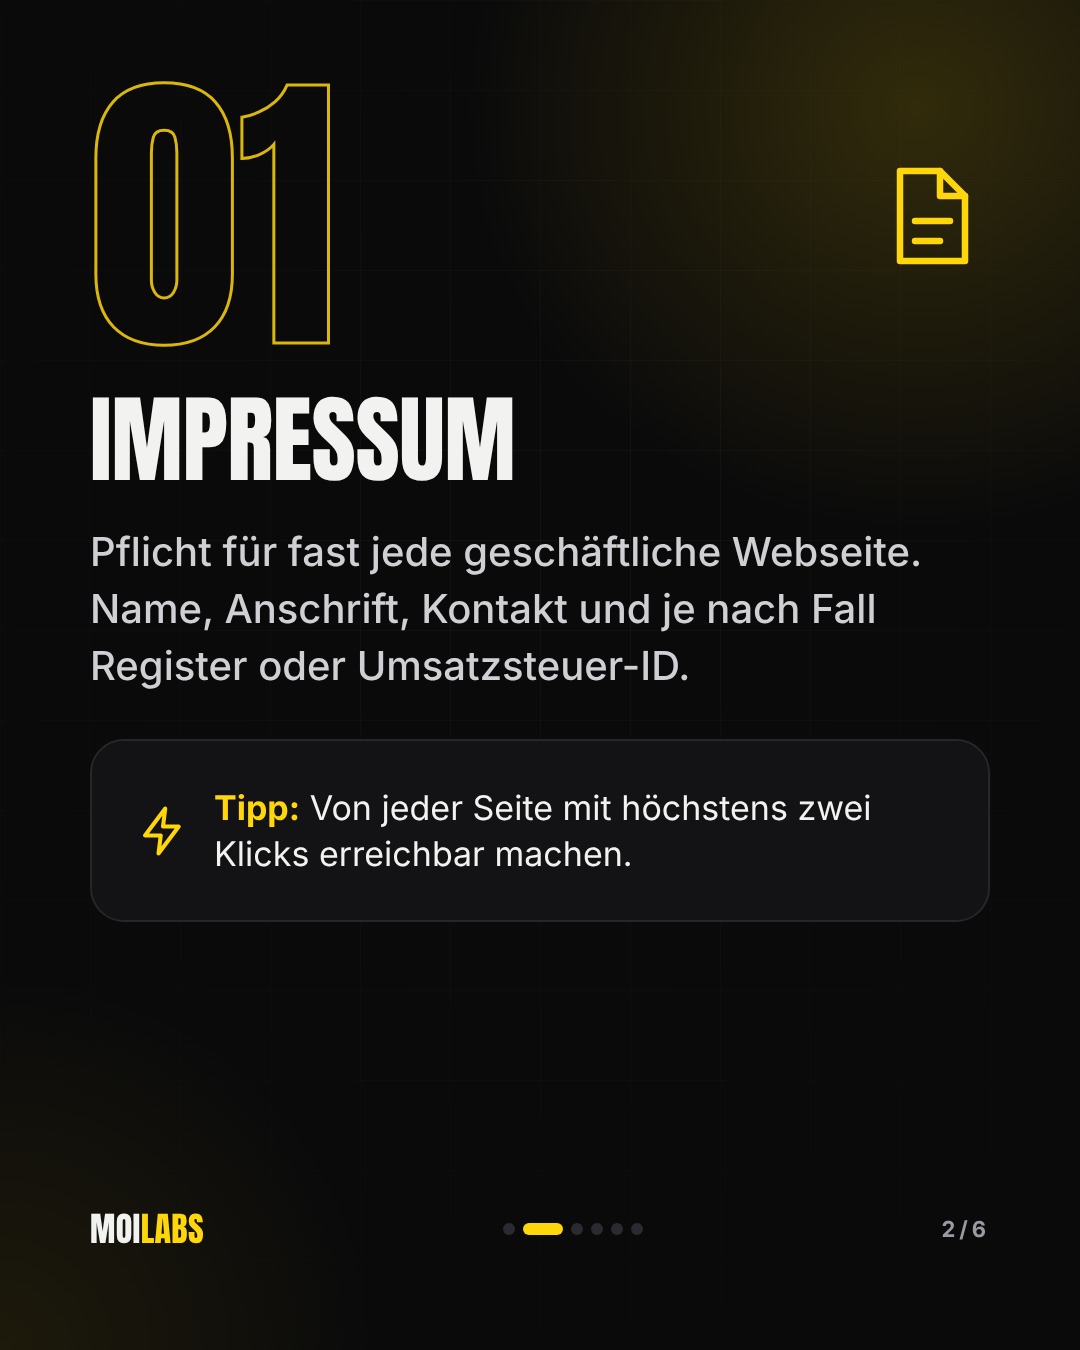 01
IMPRESSUM
Pflicht für fast jede geschäftliche Webseite.
Name, Anschrift, Kontakt und je nach Fall
Register oder Umsatzsteuer-ID.
Tipp: Von jeder Seite mit höchstens zwei
Klicks erreichbar machen.
MOILABS
2/6